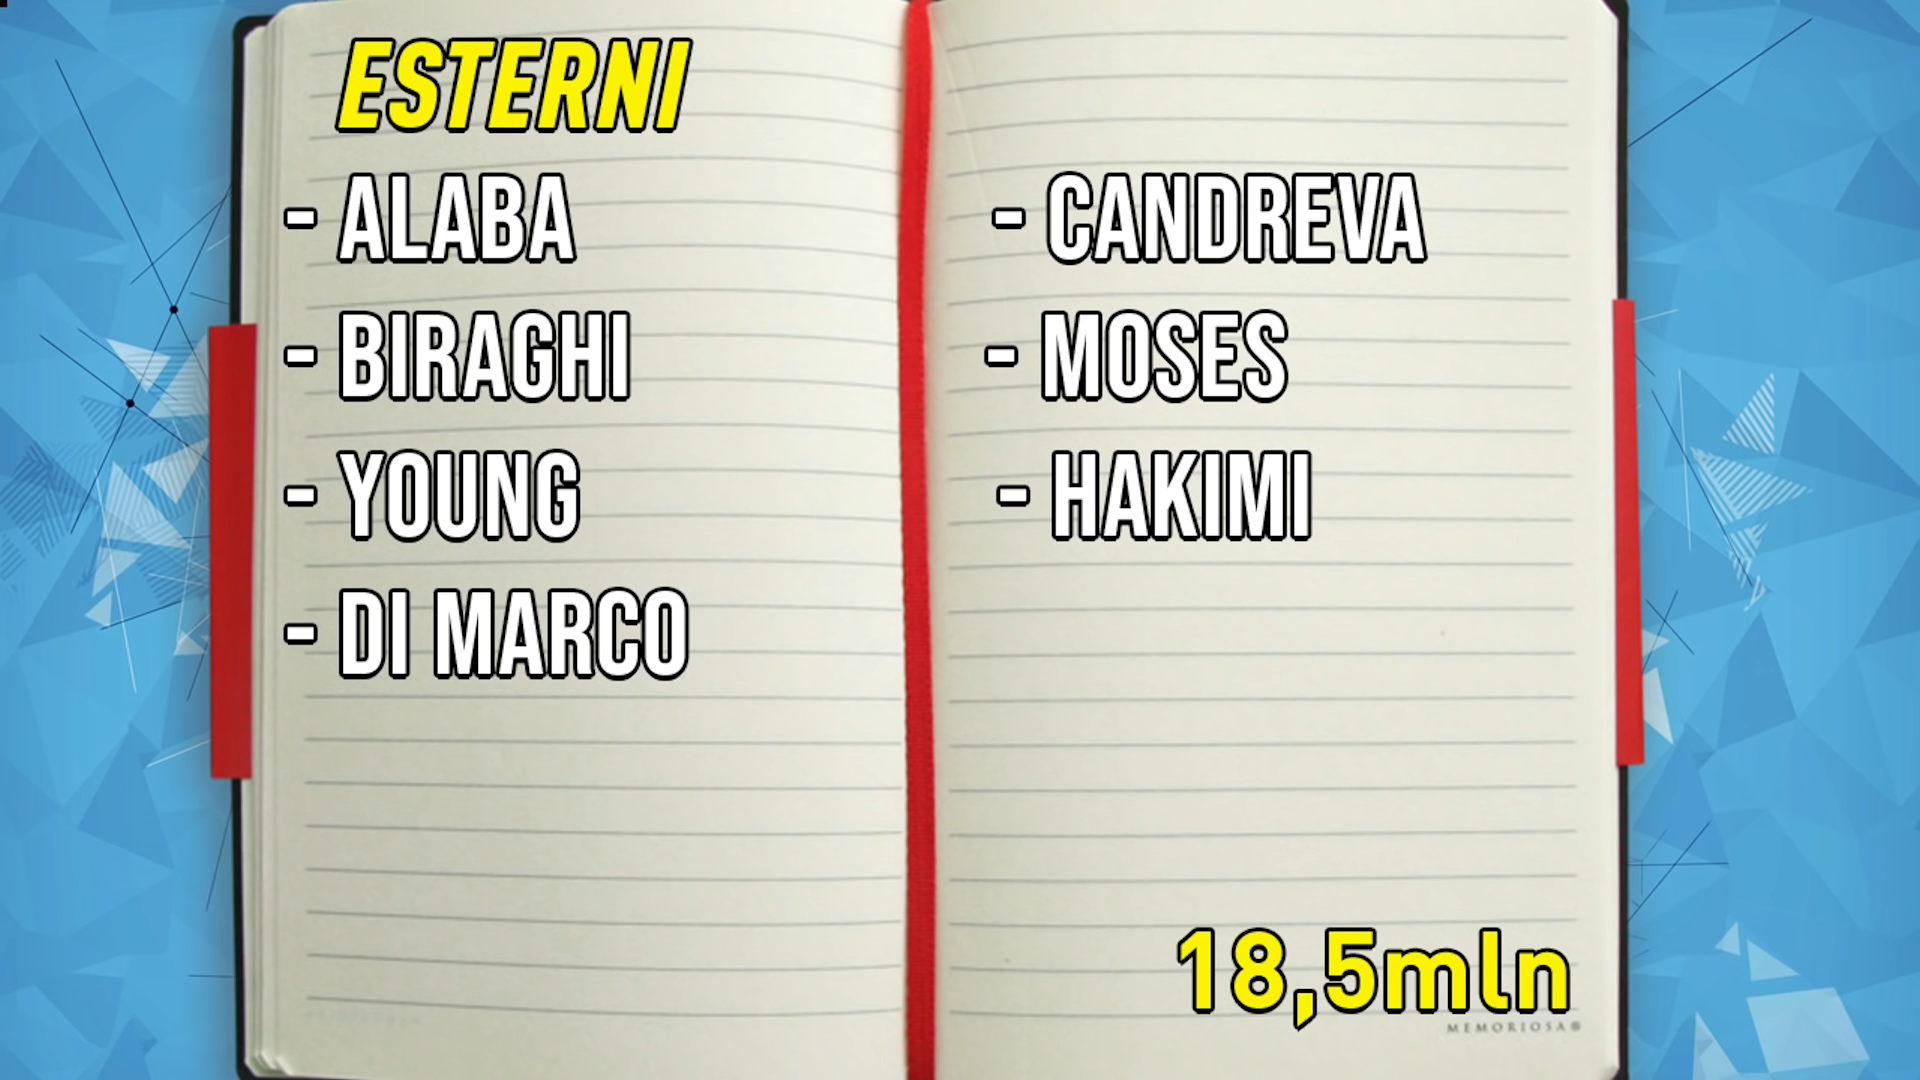 ESTERNI
- ALABA
- BIRAGHI
- YOUNG
- DI MARCO
- CANDREVA
- MOSES
- HAKIMI
18,5mln
MEMORIOSA®